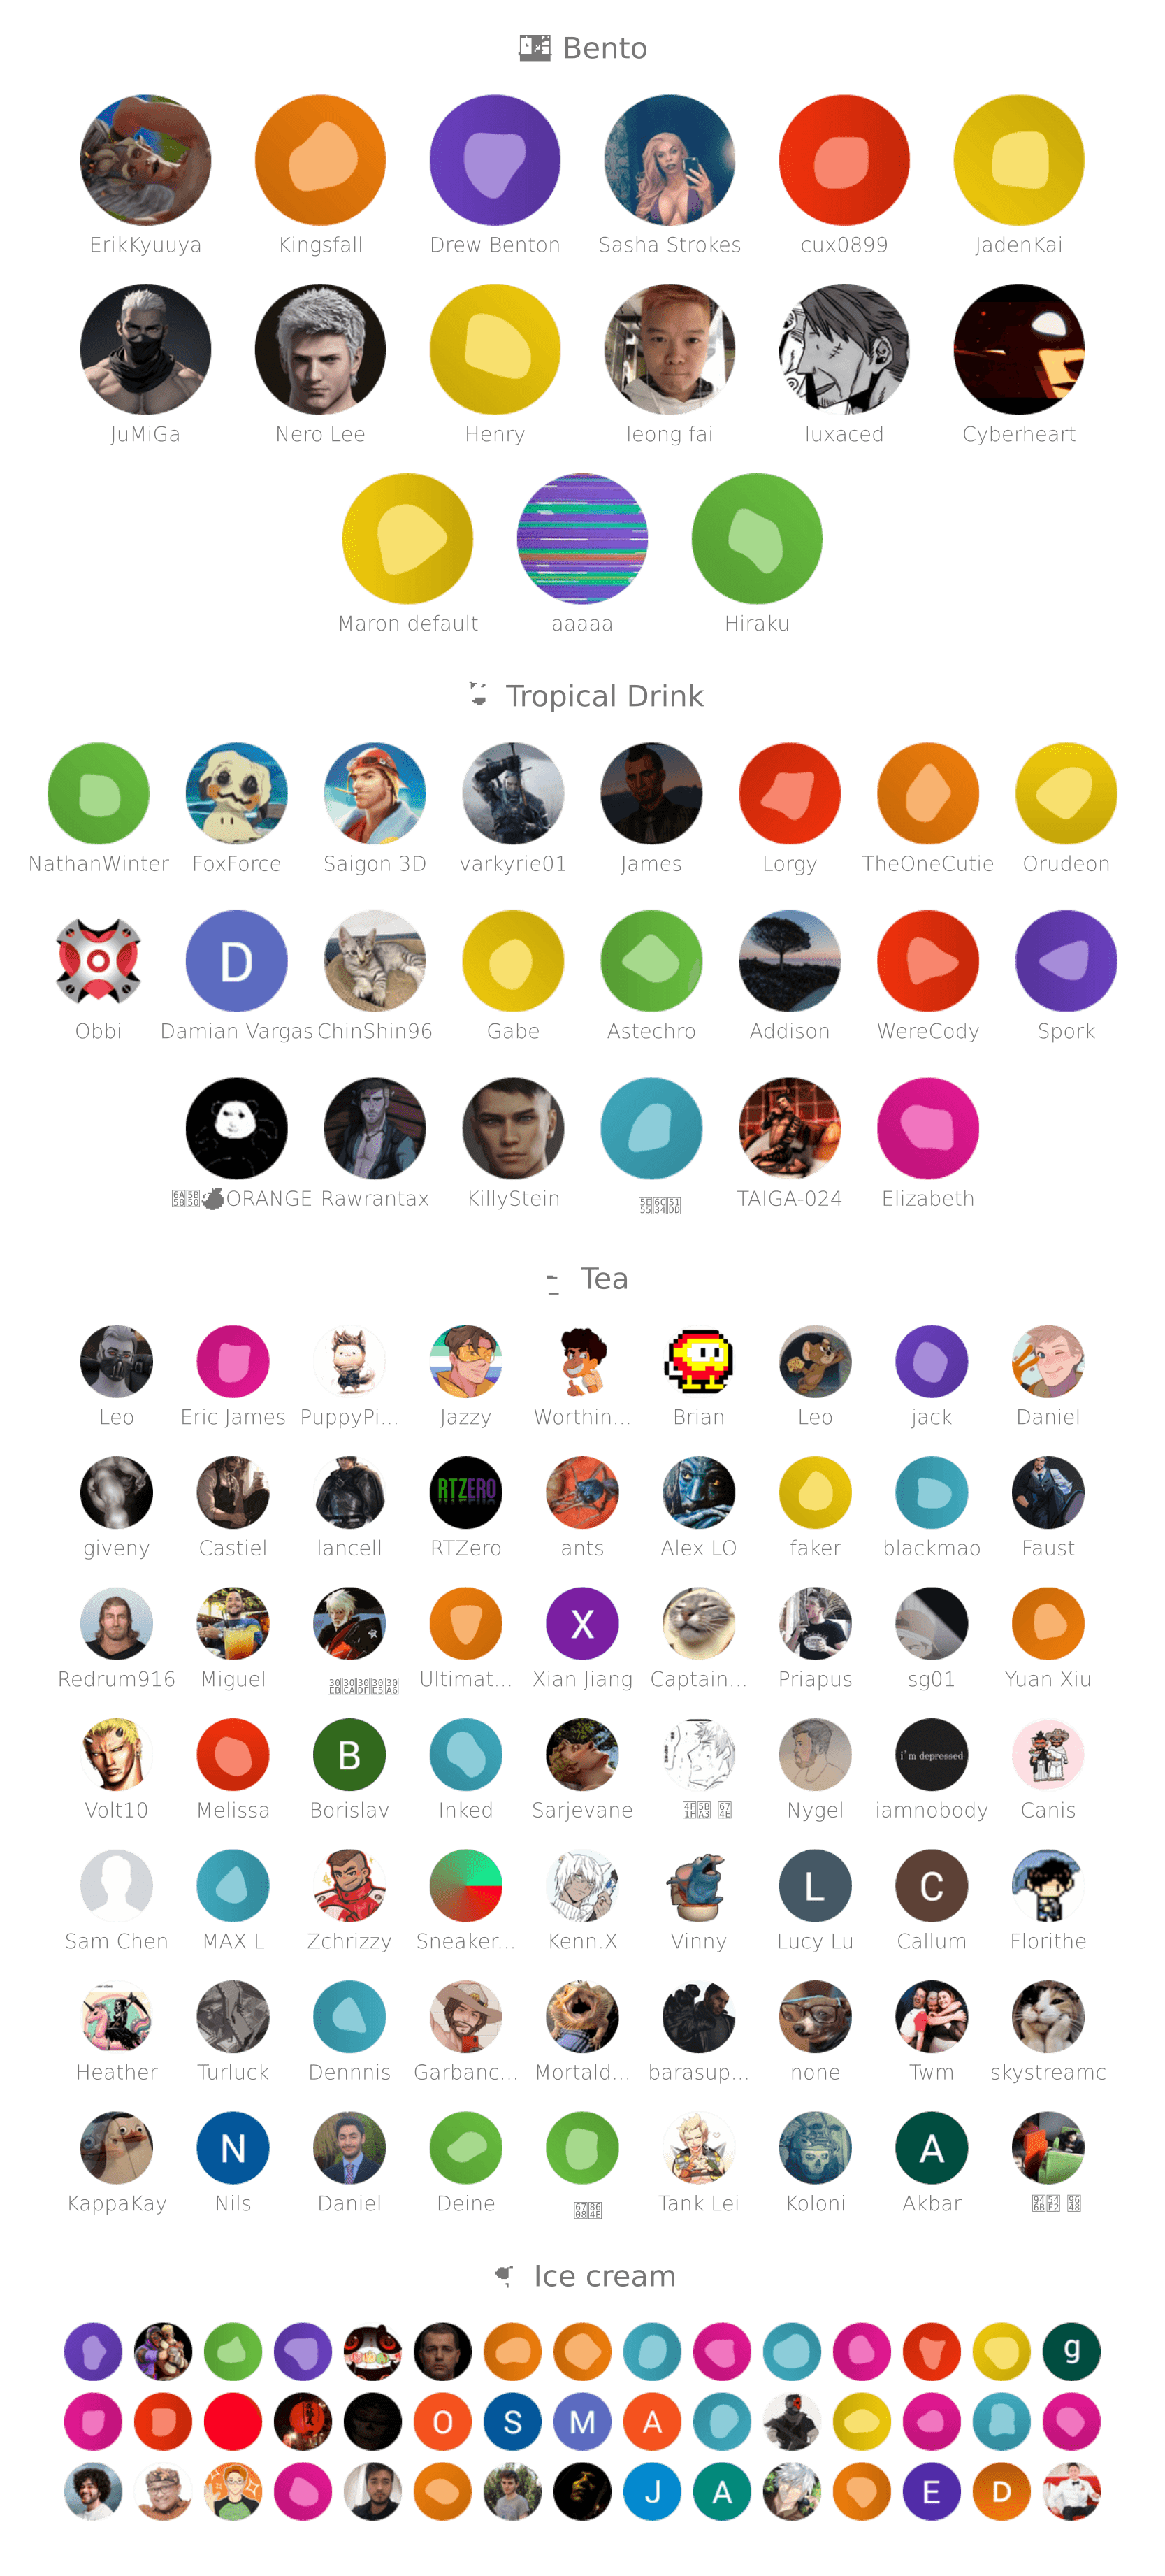 Bento
ErikKyuuya Kingsfall Drew Benton Sasha Strokes cux0899 JadenKai
JuMiGa Nero Lee Henry leong fai luxaced Cyberheart
Maron default aaaaa Hiraku
Tropical Drink
NathanWinter FoxForce Saigon 3D varkyrie01 James Lorgy TheOneCutie Orudeon
D
Obbi Damian Vargas ChinShin96 Gabe Astechro Addison WereCody Spork
ORANGE Rawrantax KillyStein TAIGA-024 Elizabeth
Tea
Leo Eric James PuppyPi... Jazzy Worthin... Brian Leo jack Daniel
RTZERO
giveny Castiel lancell RTZero ants Alex LO faker blackmao Faust
X
Redrum916 Miguel Ultimat... Xian Jiang Captain... Priapus sg01 Yuan Xiu
B i'm depressed
Volt10 Melissa Borislav Inked Sarjevane Nygel iamnobody Canis
L C
Sam Chen MAX L Zchrizzy Sneaker... Kenn.X Vinny Lucy Lu Callum Florithe
Heather Turluck Dennnis Garbanc... Mortald... barasup... none Twm skystreamc
N A
KappaKay Nils Daniel Deine Tank Lei Koloni Akbar
Ice cream
g
O S M A
J A E D